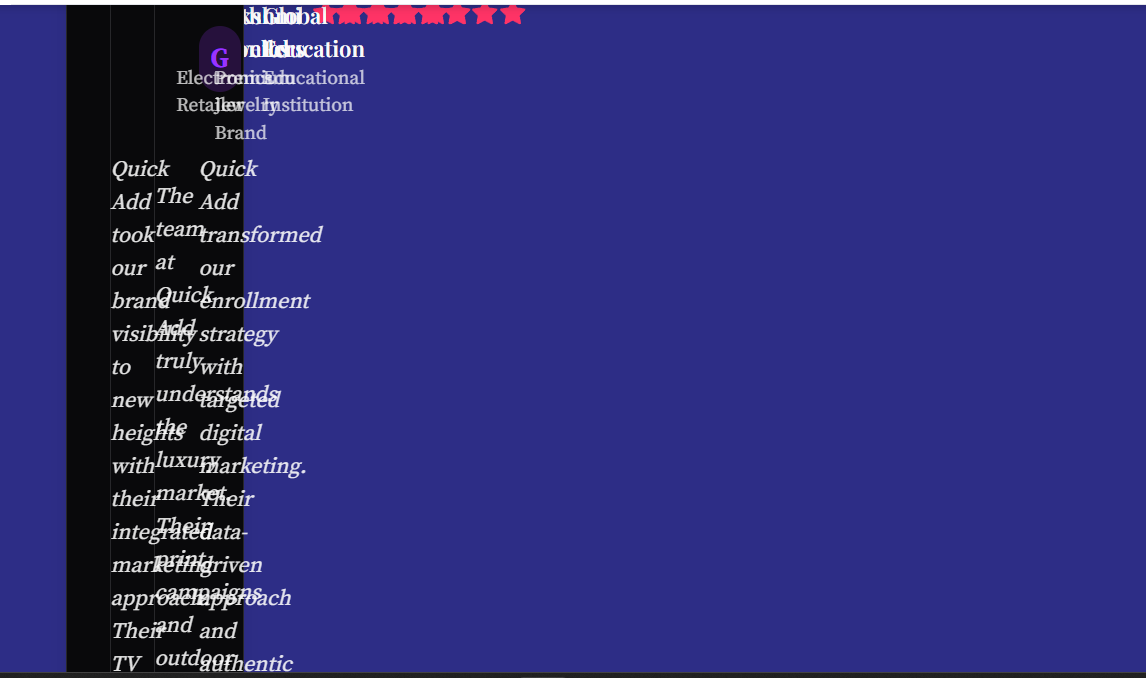 Global
Education
G
Electronics
Retailer
Premium
Jewelry
Brand
Educational
Institution
Quick
Add
took
our
brand
visibility
to
new
heights
with
their
integrated
marketing
approach.
Their
TV
The
team
at
Quick
Add
truly
understands
the
luxury
market.
Their
print
campaigns
and
outdoor
Quick
Add
transformed
our
enrollment
strategy
with
targeted
digital
marketing.
Their
data-
driven
approach
and
authentic